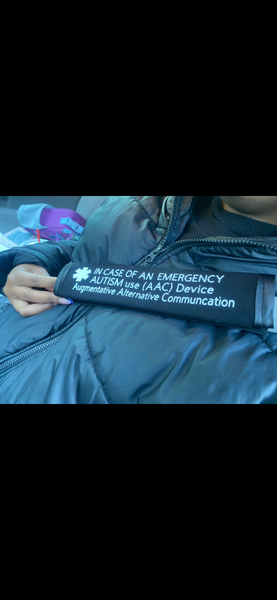 IN CASE OF AN EMERGENCY
AUTISM use (AAC) Device
Augmentative Alternative Communcation